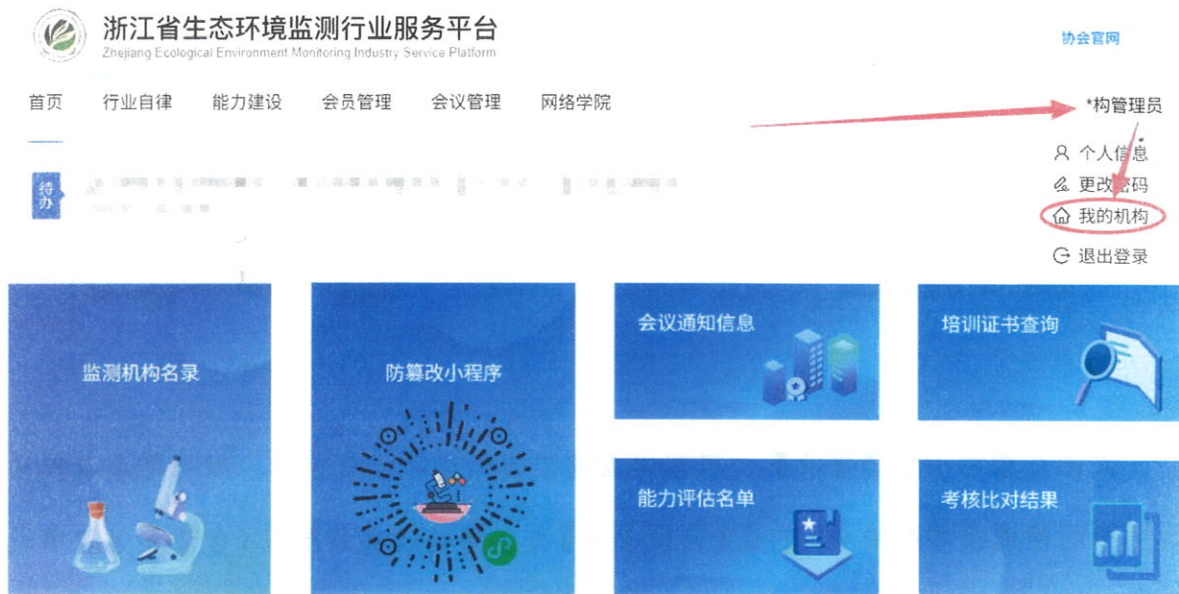 浙江省生态环境监测行业服务平台
Zhejiang Ecological Environment Monitoring Industry Service Platform
协会官网
首页 行业自律 能力建设 会员管理 会议管理 网络学院
*构管理员
个人信息
待办
更改密码
我的机构
退出登录
监测机构名录
防篡改小程序
会议通知信息
培训证书查询
能力评估名单
考核比对结果